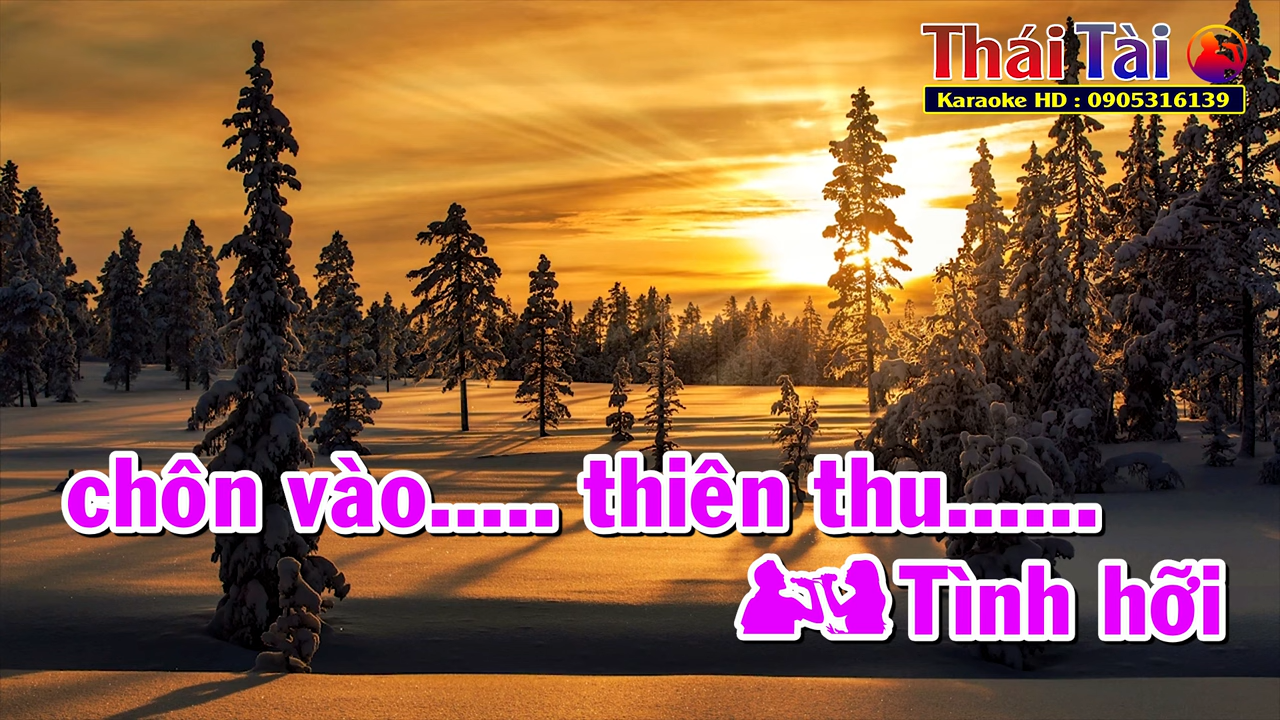 Thái Tài
Karaoke HD : 0905316139
chôn vào..... thiên thu......
Tình hỡi